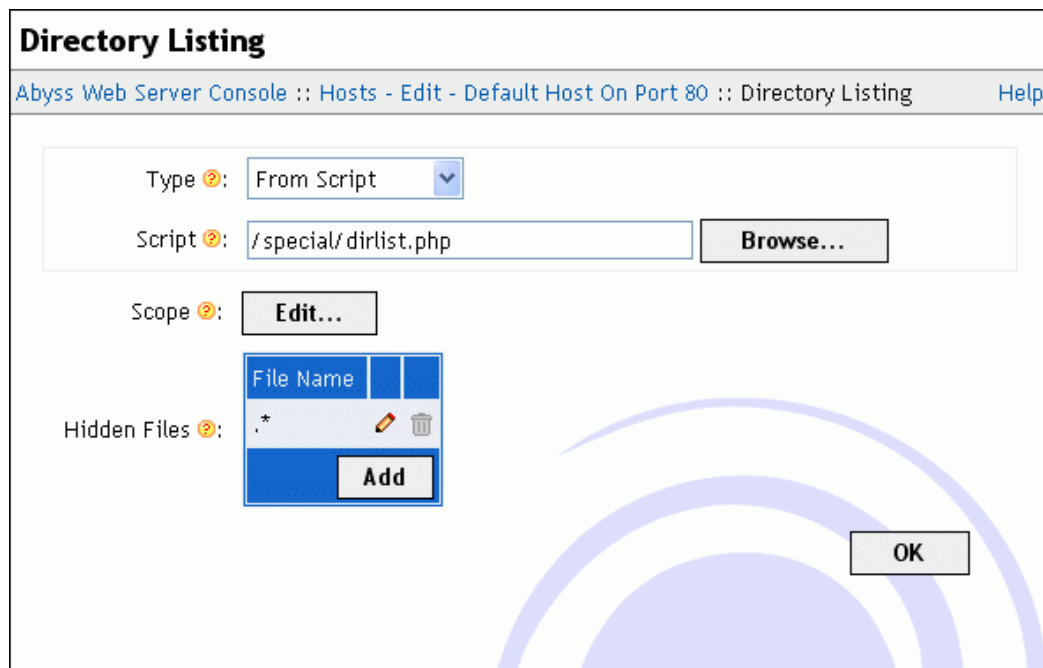 Directory Listing
Abyss Web Server Console :: Hosts - Edit - Default Host On Port 80 :: Directory Listing Help
Type ?: From Script
Script ?: /special/dirlist.php Browse...
Scope ?: Edit...
File Name
Hidden Files ?: .*
Add
OK